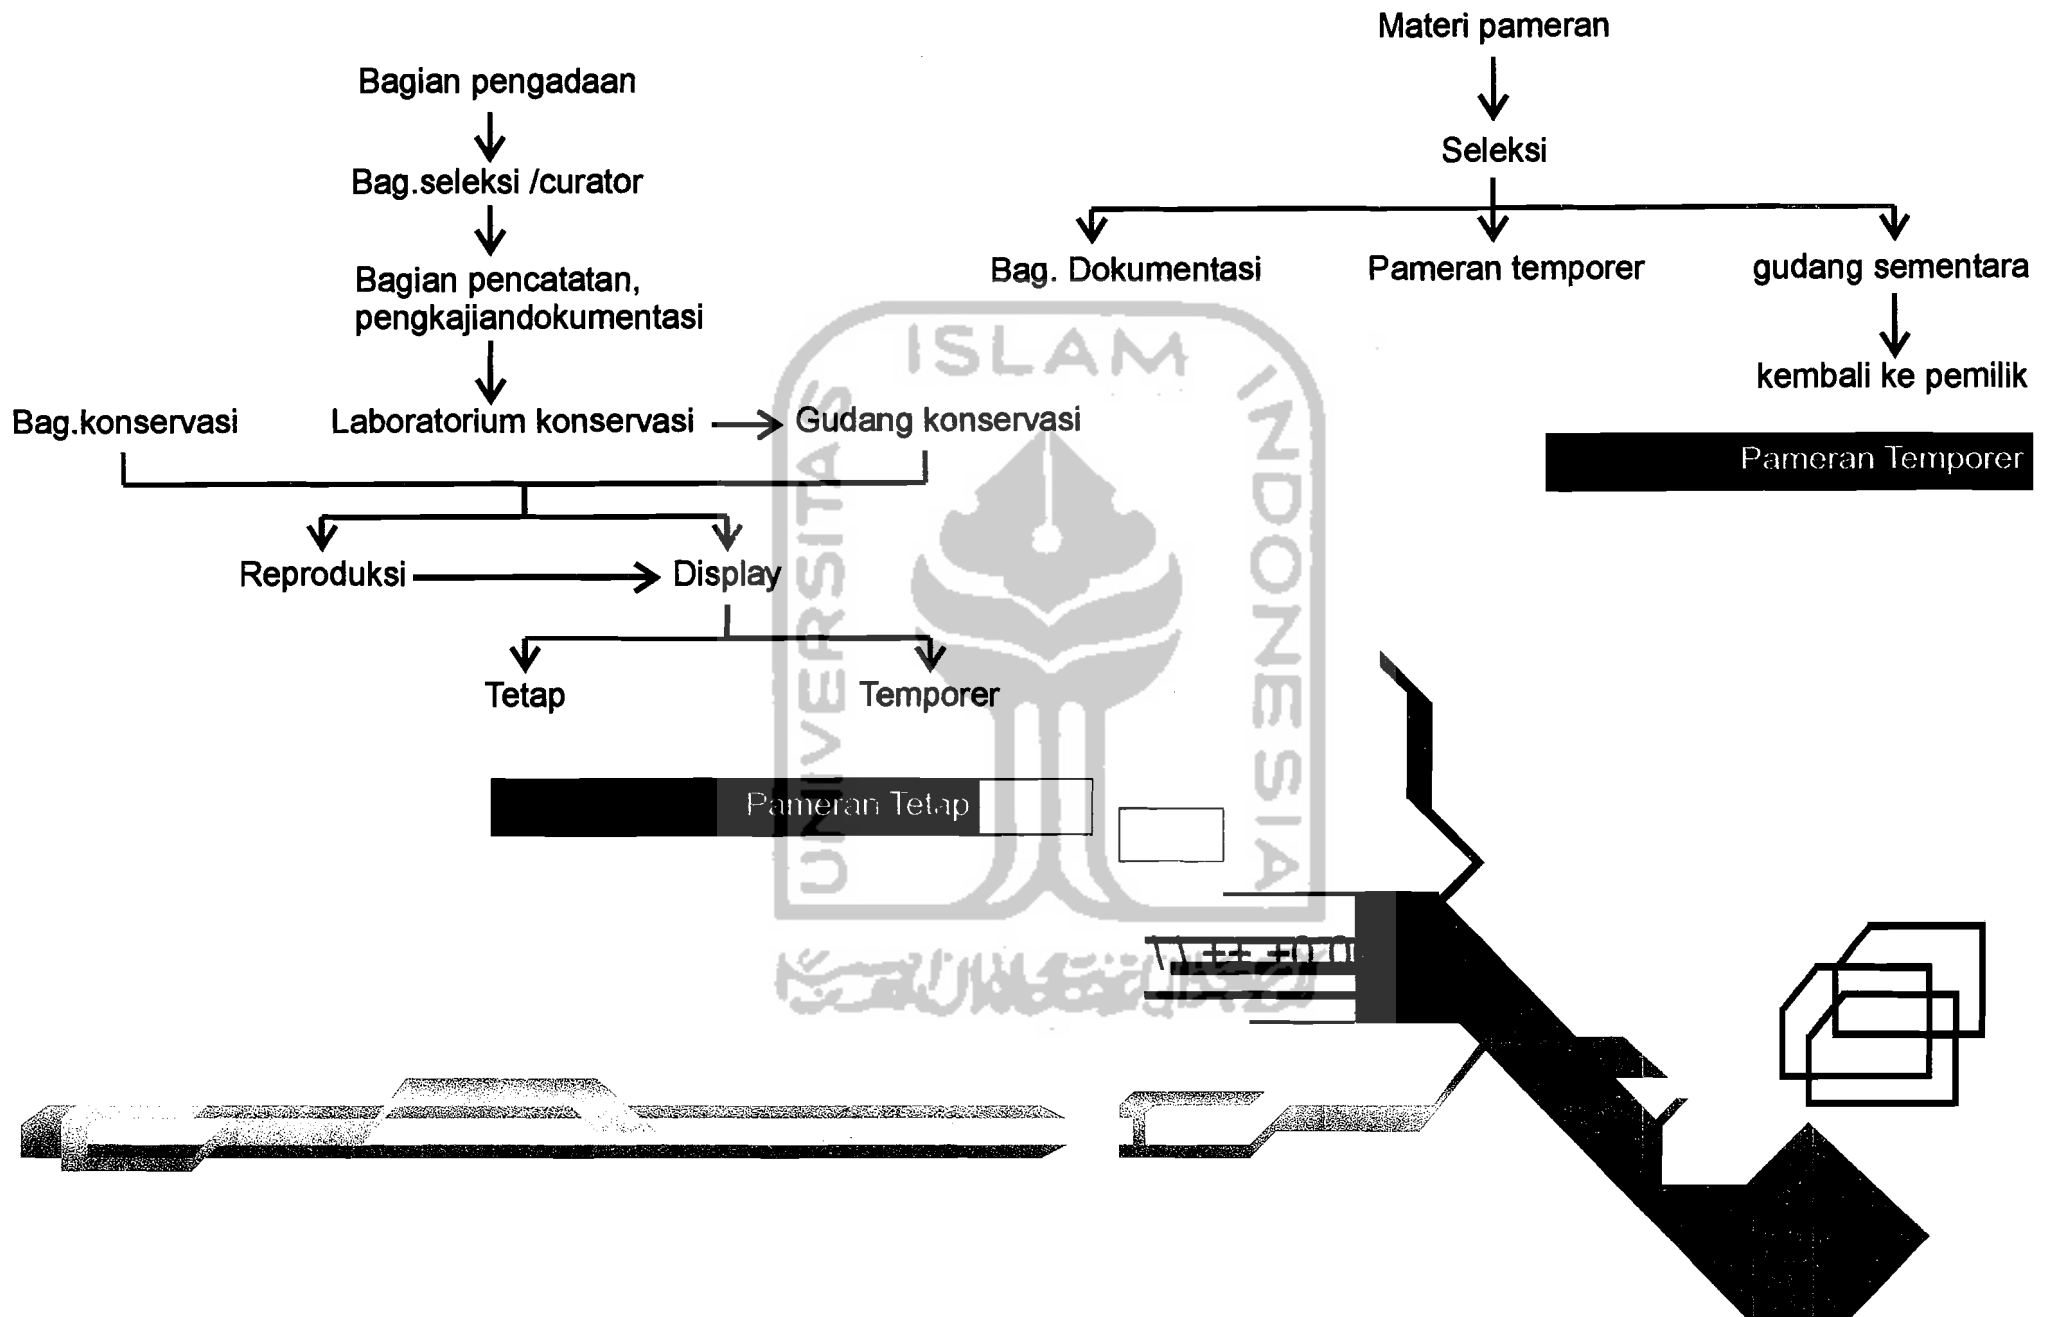 Bagian pengadaan
Bag.seleksi /curator
Bagian pencatatan,
pengkajiandokumentasi
Bag.konservasi
Laboratorium konservasi
Gudang konservasi
Reproduksi
Display
Tetap
Temporer
Pameran Tetap
Materi pameran
Seleksi
Bag. Dokumentasi
Pameran temporer
gudang sementara
kembali ke pemilik
Pameran Temporer
UNIVERSITAS
ISLAM
INDONESIA